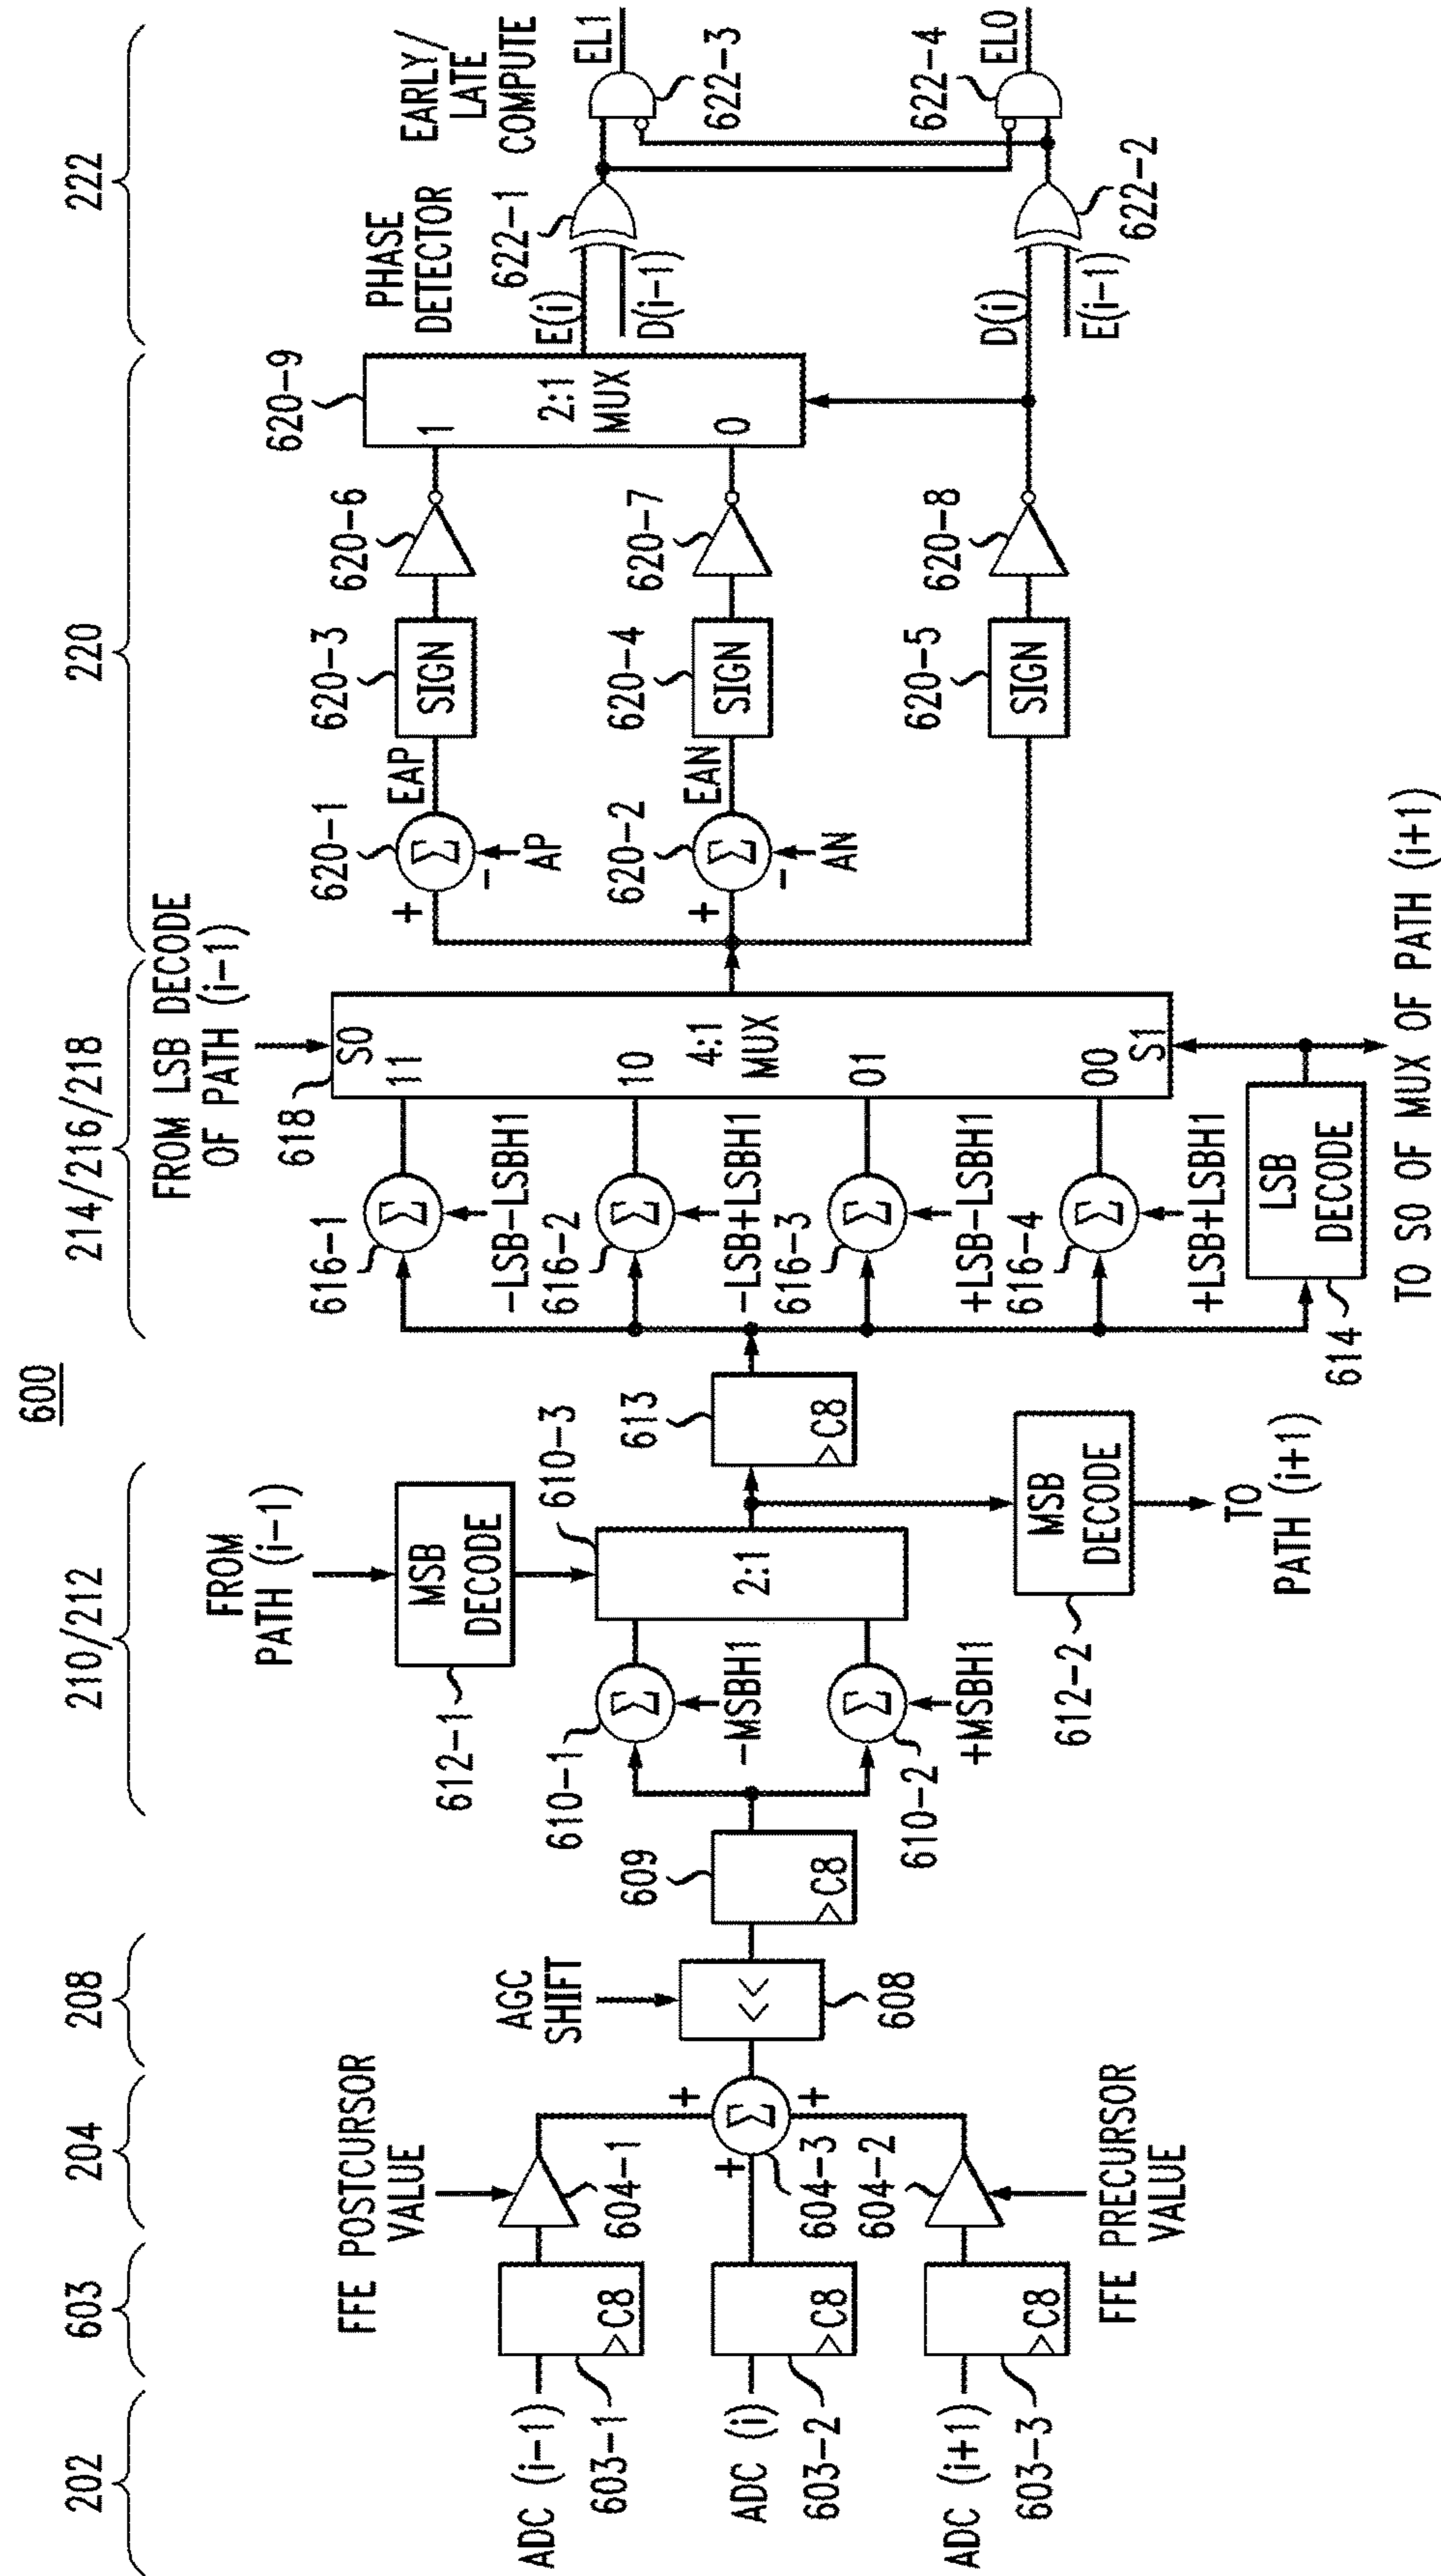 600
202
603
204
208
210/212
214/216/218
220
222
ADC (i-1)
603-1
C8
ADC (i)
603-2
C8
ADC (i+1)
603-3
C8
FFE POSTCURSOR
VALUE
604-1
604-3
604-2
FFE PRECURSOR
VALUE
+
+
+
Σ
AGC
SHIFT
<<
608
609
C8
FROM
PATH (i-1)
MSB
DECODE
612-1
610-1
Σ
-MSBH1
610-2
Σ
+MSBH1
610-3
2:1
MSB
DECODE
612-2
TO
PATH (i+1)
613
C8
FROM LSB DECODE
OF PATH (i-1)
616-1
Σ
-LSB-LSBH1
616-2
Σ
-LSB+LSBH1
616-3
Σ
+LSB-LSBH1
616-4
Σ
+LSB+LSBH1
LSB
DECODE
614
618
S0
11
10
4:1
MUX
01
00
S1
TO S0 OF MUX OF PATH (i+1)
620-1
+
Σ
-
AP
EAP
620-3
SIGN
620-6
620-2
+
Σ
-
AN
EAN
620-4
SIGN
620-7
620-5
SIGN
620-8
620-9
1
2:1
MUX
0
PHASE
DETECTOR
E(i)
D(i-1)
622-1
D(i)
E(i-1)
622-2
EARLY/
LATE
COMPUTE
EL1
622-3
622-4
EL0